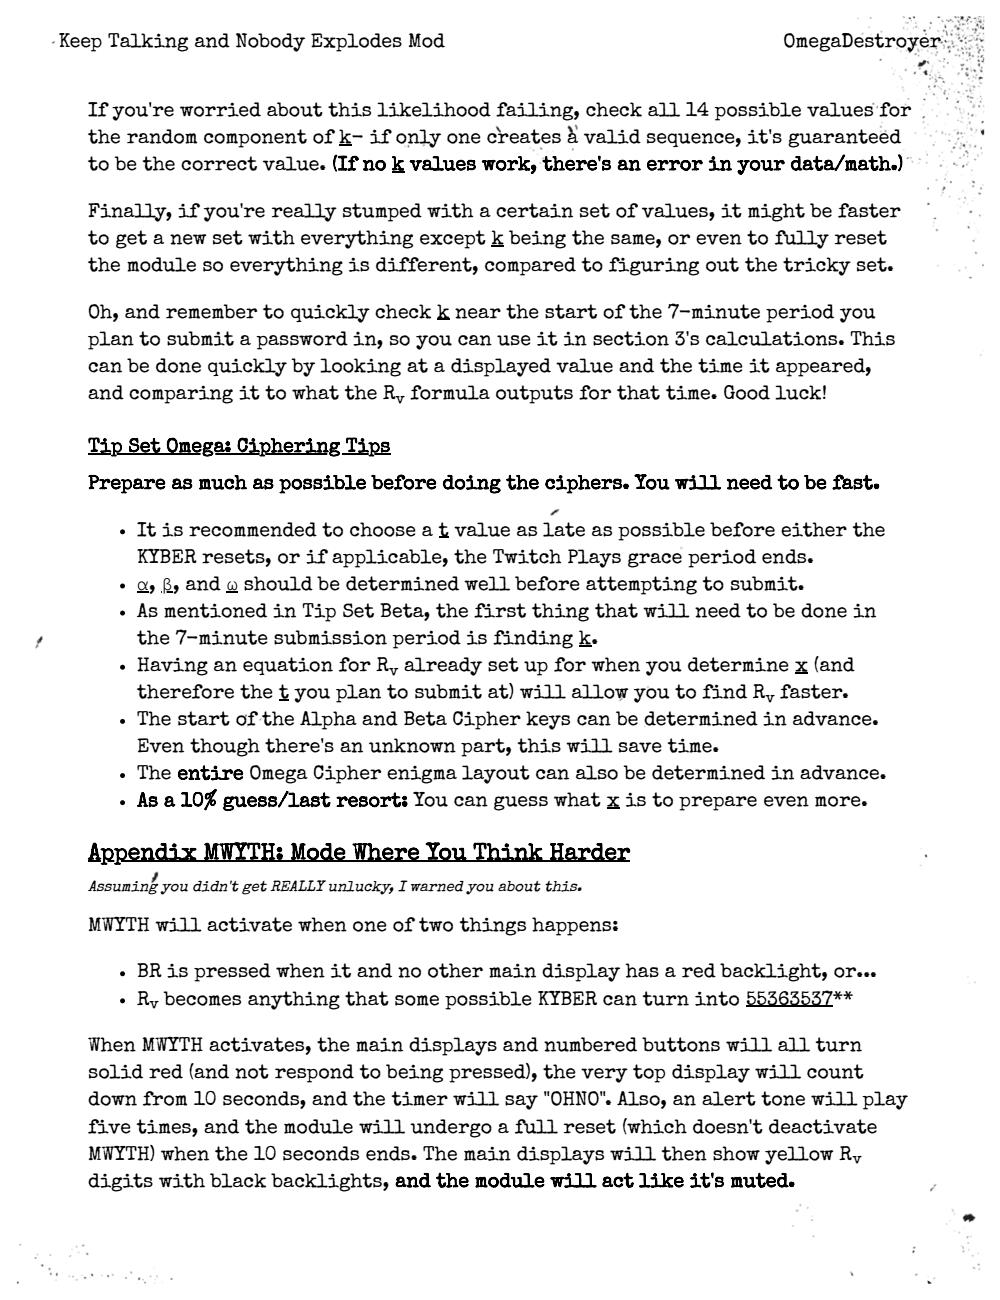 Keep Talking and Nobody Explodes Mod OmegaDestroyer
If you're worried about this likelihood failing, check all 14 possible values for
the random component of k- if only one creates a valid sequence, it's guaranteed
to be the correct value. (If no k values work, there's an error in your data/math.)
Finally, if you're really stumped with a certain set of values, it might be faster
to get a new set with everything except k being the same, or even to fully reset
the module so everything is different, compared to figuring out the tricky set.
Oh, and remember to quickly check k near the start of the 7-minute period you
plan to submit a password in, so you can use it in section 3's calculations. This
can be done quickly by looking at a displayed value and the time it appeared,
and comparing it to what the Rv formula outputs for that time. Good luck!
Tip Set Omega: Ciphering Tips
Prepare as much as possible before doing the ciphers. You will need to be fast.
• It is recommended to choose a t value as late as possible before either the
KYBER resets, or if applicable, the Twitch Plays grace period ends.
• α, β, and ω should be determined well before attempting to submit.
• As mentioned in Tip Set Beta, the first thing that will need to be done in
the 7-minute submission period is finding k.
• Having an equation for Rv already set up for when you determine x (and
therefore the t you plan to submit at) will allow you to find Rv faster.
• The start of the Alpha and Beta Cipher keys can be determined in advance.
Even though there's an unknown part, this will save time.
• The entire Omega Cipher enigma layout can also be determined in advance.
• As a 10% guess/last resort: You can guess what x is to prepare even more.
Appendix MWYTH: Mode Where You Think Harder
Assuming you didn't get REALLY unlucky, I warned you about this.
MWYTH will activate when one of two things happens:
• BR is pressed when it and no other main display has a red backlight, or...
• Rv becomes anything that some possible KYBER can turn into 55363537**
When MWYTH activates, the main displays and numbered buttons will all turn
solid red (and not respond to being pressed), the very top display will count
down from 10 seconds, and the timer will say "OHNO". Also, an alert tone will play
five times, and the module will undergo a full reset (which doesn't deactivate
MWYTH) when the 10 seconds ends. The main displays will then show yellow Rv
digits with black backlights, and the module will act like it's muted.